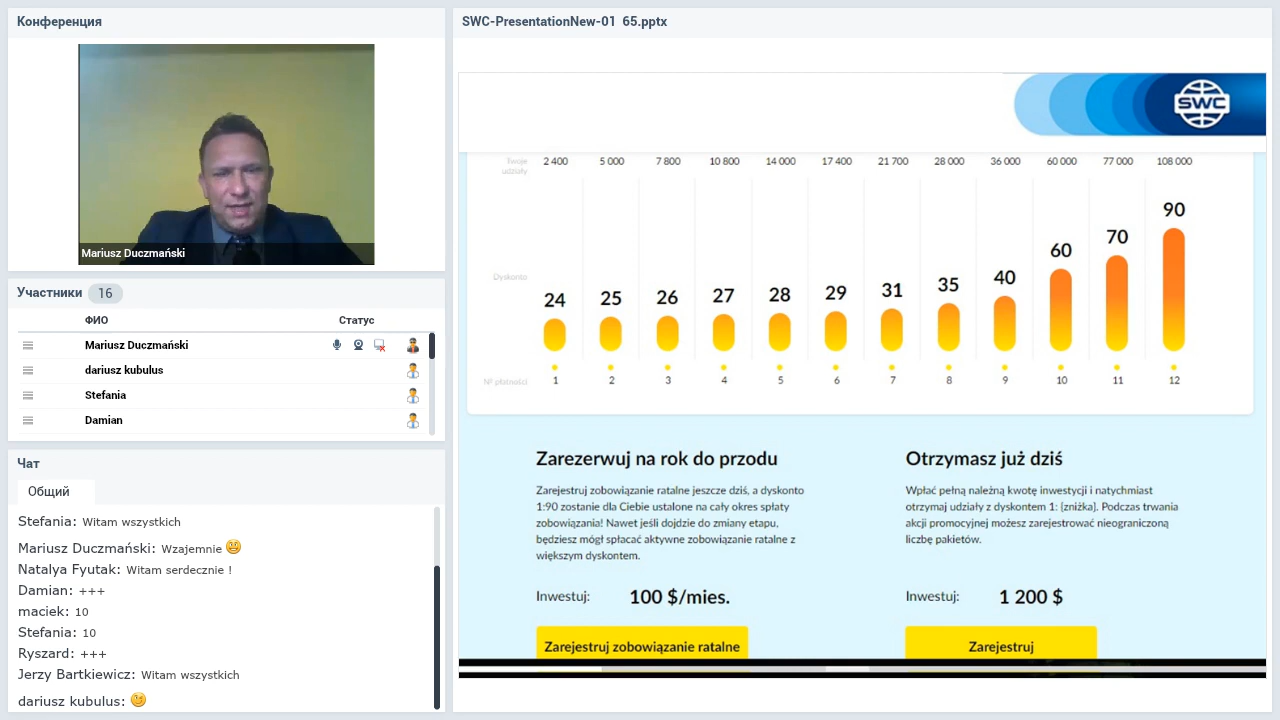 Конференция
Mariusz Duczmański
Участники 16
ФИО Статус
Mariusz Duczmański
dariusz kubulus
Stefania
Damian
Чат
Общий
Stefania: Witam wszystkich
Mariusz Duczmański: Wzajemnie
Natalya Fyutak: Witam serdecznie !
Damian: +++
maciek: 10
Stefania: 10
Ryszard: +++
Jerzy Bartkiewicz: Witam wszystkich
dariusz kubulus:
SWC-PresentationNew-01 65.pptx
SWC
Twoje udziały
2 400 5 000 7 800 10 800 14 000 17 400 21 700 28 000 36 000 60 000 77 000 108 000
Dyskonto
24 25 26 27 28 29 31 35 40 60 70 90
№ płatności
1 2 3 4 5 6 7 8 9 10 11 12
Zarezerwuj na rok do przodu
Zarejestruj zobowiązanie ratalne jeszcze dziś, a dyskonto
1:90 zostanie dla Ciebie ustalone na cały okres spłaty
zobowiązania! Nawet jeśli dojdzie do zmiany etapu,
będziesz mógł spłacać aktywne zobowiązanie ratalne z
większym dyskontem.
Inwestuj: 100 $/mies.
Zarejestruj zobowiązanie ratalne
Otrzymasz już dziś
Wpłać pełną należną kwotę inwestycji i natychmiast
otrzymaj udziały z dyskontem 1: {zniżka}. Podczas trwania
akcji promocyjnej możesz zarejestrować nieograniczoną
liczbę pakietów.
Inwestuj: 1 200 $
Zarejestruj